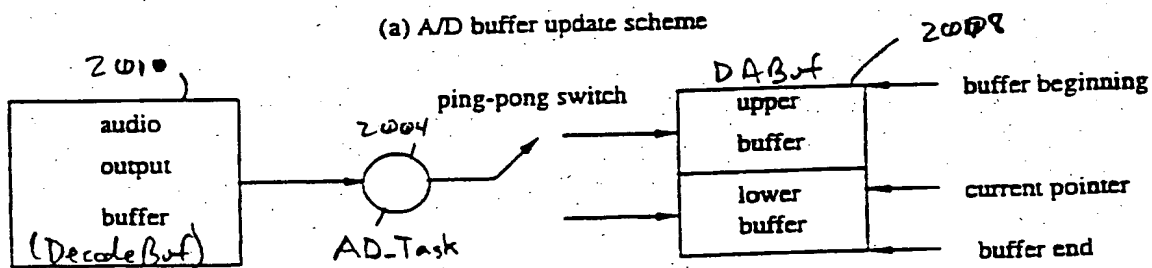 (a) A/D buffer update scheme
2010
audio
output
buffer
(DecodeBuf)
2004
AD_Task
ping-pong switch
DABuf
upper
buffer
lower
buffer
buffer beginning
current pointer
buffer end